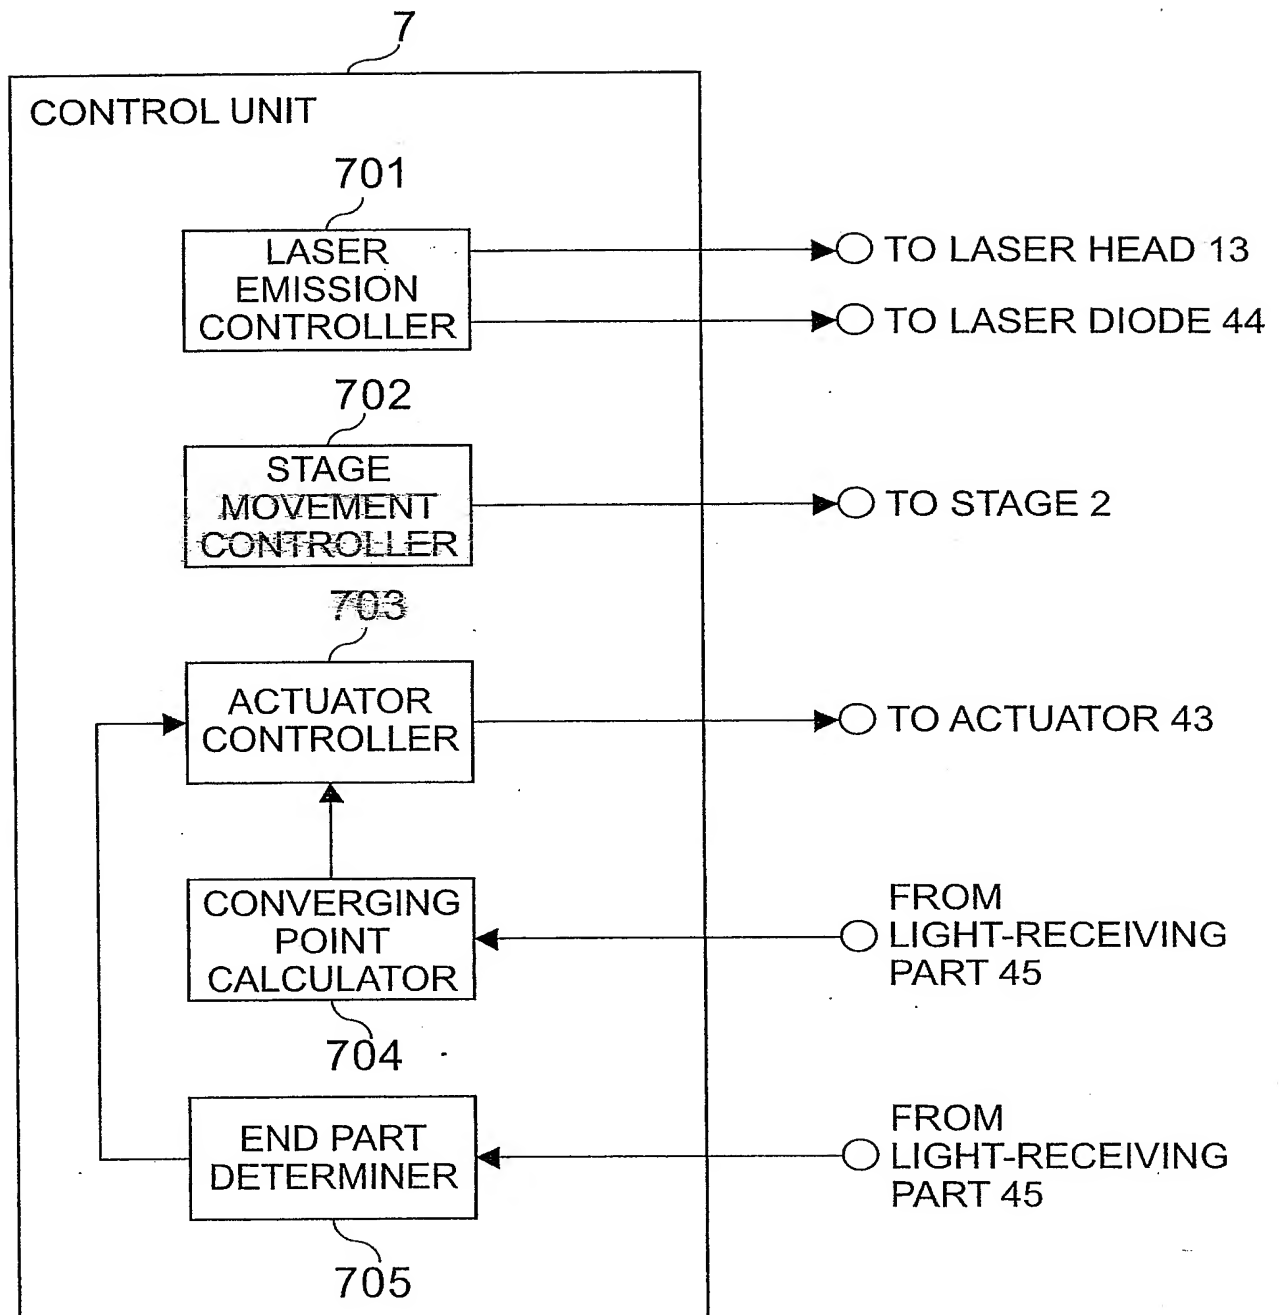 7
CONTROL UNIT
701
LASER
EMISSION
CONTROLLER
TO LASER HEAD 13
TO LASER DIODE 44
702
STAGE
MOVEMENT
CONTROLLER
TO STAGE 2
703
ACTUATOR
CONTROLLER
TO ACTUATOR 43
CONVERGING
POINT
CALCULATOR
704
FROM
LIGHT-RECEIVING
PART 45
END PART
DETERMINER
705
FROM
LIGHT-RECEIVING
PART 45